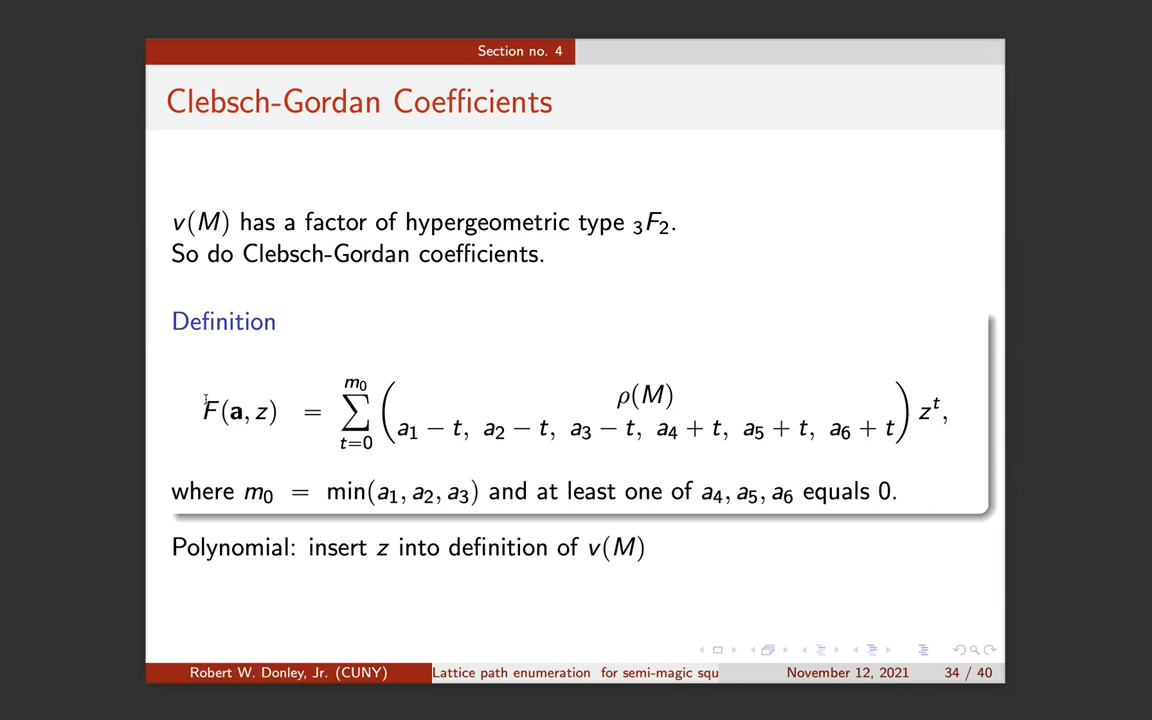 Section no. 4
Clebsch-Gordan Coefficients
v(M) has a factor of hypergeometric type ₃F₂.
So do Clebsch-Gordan coefficients.
Definition
F(a, z) = ∑_{t=0}^{m₀} ( ρ(M) / a₁ − t, a₂ − t, a₃ − t, a₄ + t, a₅ + t, a₆ + t ) zᵗ,
where m₀ = min(a₁, a₂, a₃) and at least one of a₄, a₅, a₆ equals 0.
Polynomial: insert z into definition of v(M)
Robert W. Donley, Jr. (CUNY) Lattice path enumeration for semi-magic squ November 12, 2021 34 / 40